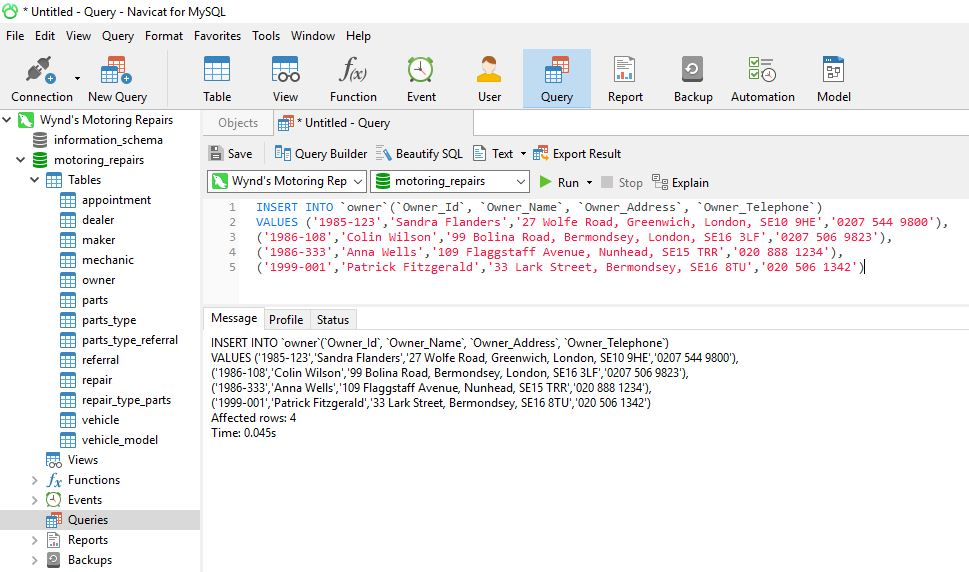 * Untitled - Query - Navicat for MySQL
File Edit View Query Format Favorites Tools Window Help
Connection New Query Table View Function Event User Query Report Backup Automation Model
Wynd's Motoring Repairs
information_schema
motoring_repairs
Tables
appointment
dealer
maker
mechanic
owner
parts
parts_type
parts_type_referral
referral
repair
repair_type_parts
vehicle
vehicle_model
Views
Functions
Events
Queries
Reports
Backups
Objects * Untitled - Query
Save Query Builder Beautify SQL Text Export Result
Wynd's Motoring Rep motoring_repairs Run Stop Explain
1 INSERT INTO `owner`(`Owner_Id`, `Owner_Name`, `Owner_Address`, `Owner_Telephone`)
2 VALUES ('1985-123','Sandra Flanders','27 Wolfe Road, Greenwich, London, SE10 9HE','0207 544 9800'),
3 ('1986-108','Colin Wilson','99 Bolina Road, Bermondsey, London, SE16 3LF','0207 506 9823'),
4 ('1986-333','Anna Wells','109 Flaggstaff Avenue, Nunhead, SE15 TRR','020 888 1234'),
5 ('1999-001','Patrick Fitzgerald','33 Lark Street, Bermondsey, SE16 8TU','020 506 1342')
Message Profile Status
INSERT INTO `owner`(`Owner_Id`, `Owner_Name`, `Owner_Address`, `Owner_Telephone`)
VALUES ('1985-123','Sandra Flanders','27 Wolfe Road, Greenwich, London, SE10 9HE','0207 544 9800'),
('1986-108','Colin Wilson','99 Bolina Road, Bermondsey, London, SE16 3LF','0207 506 9823'),
('1986-333','Anna Wells','109 Flaggstaff Avenue, Nunhead, SE15 TRR','020 888 1234'),
('1999-001','Patrick Fitzgerald','33 Lark Street, Bermondsey, SE16 8TU','020 506 1342')
Affected rows: 4
Time: 0.045s